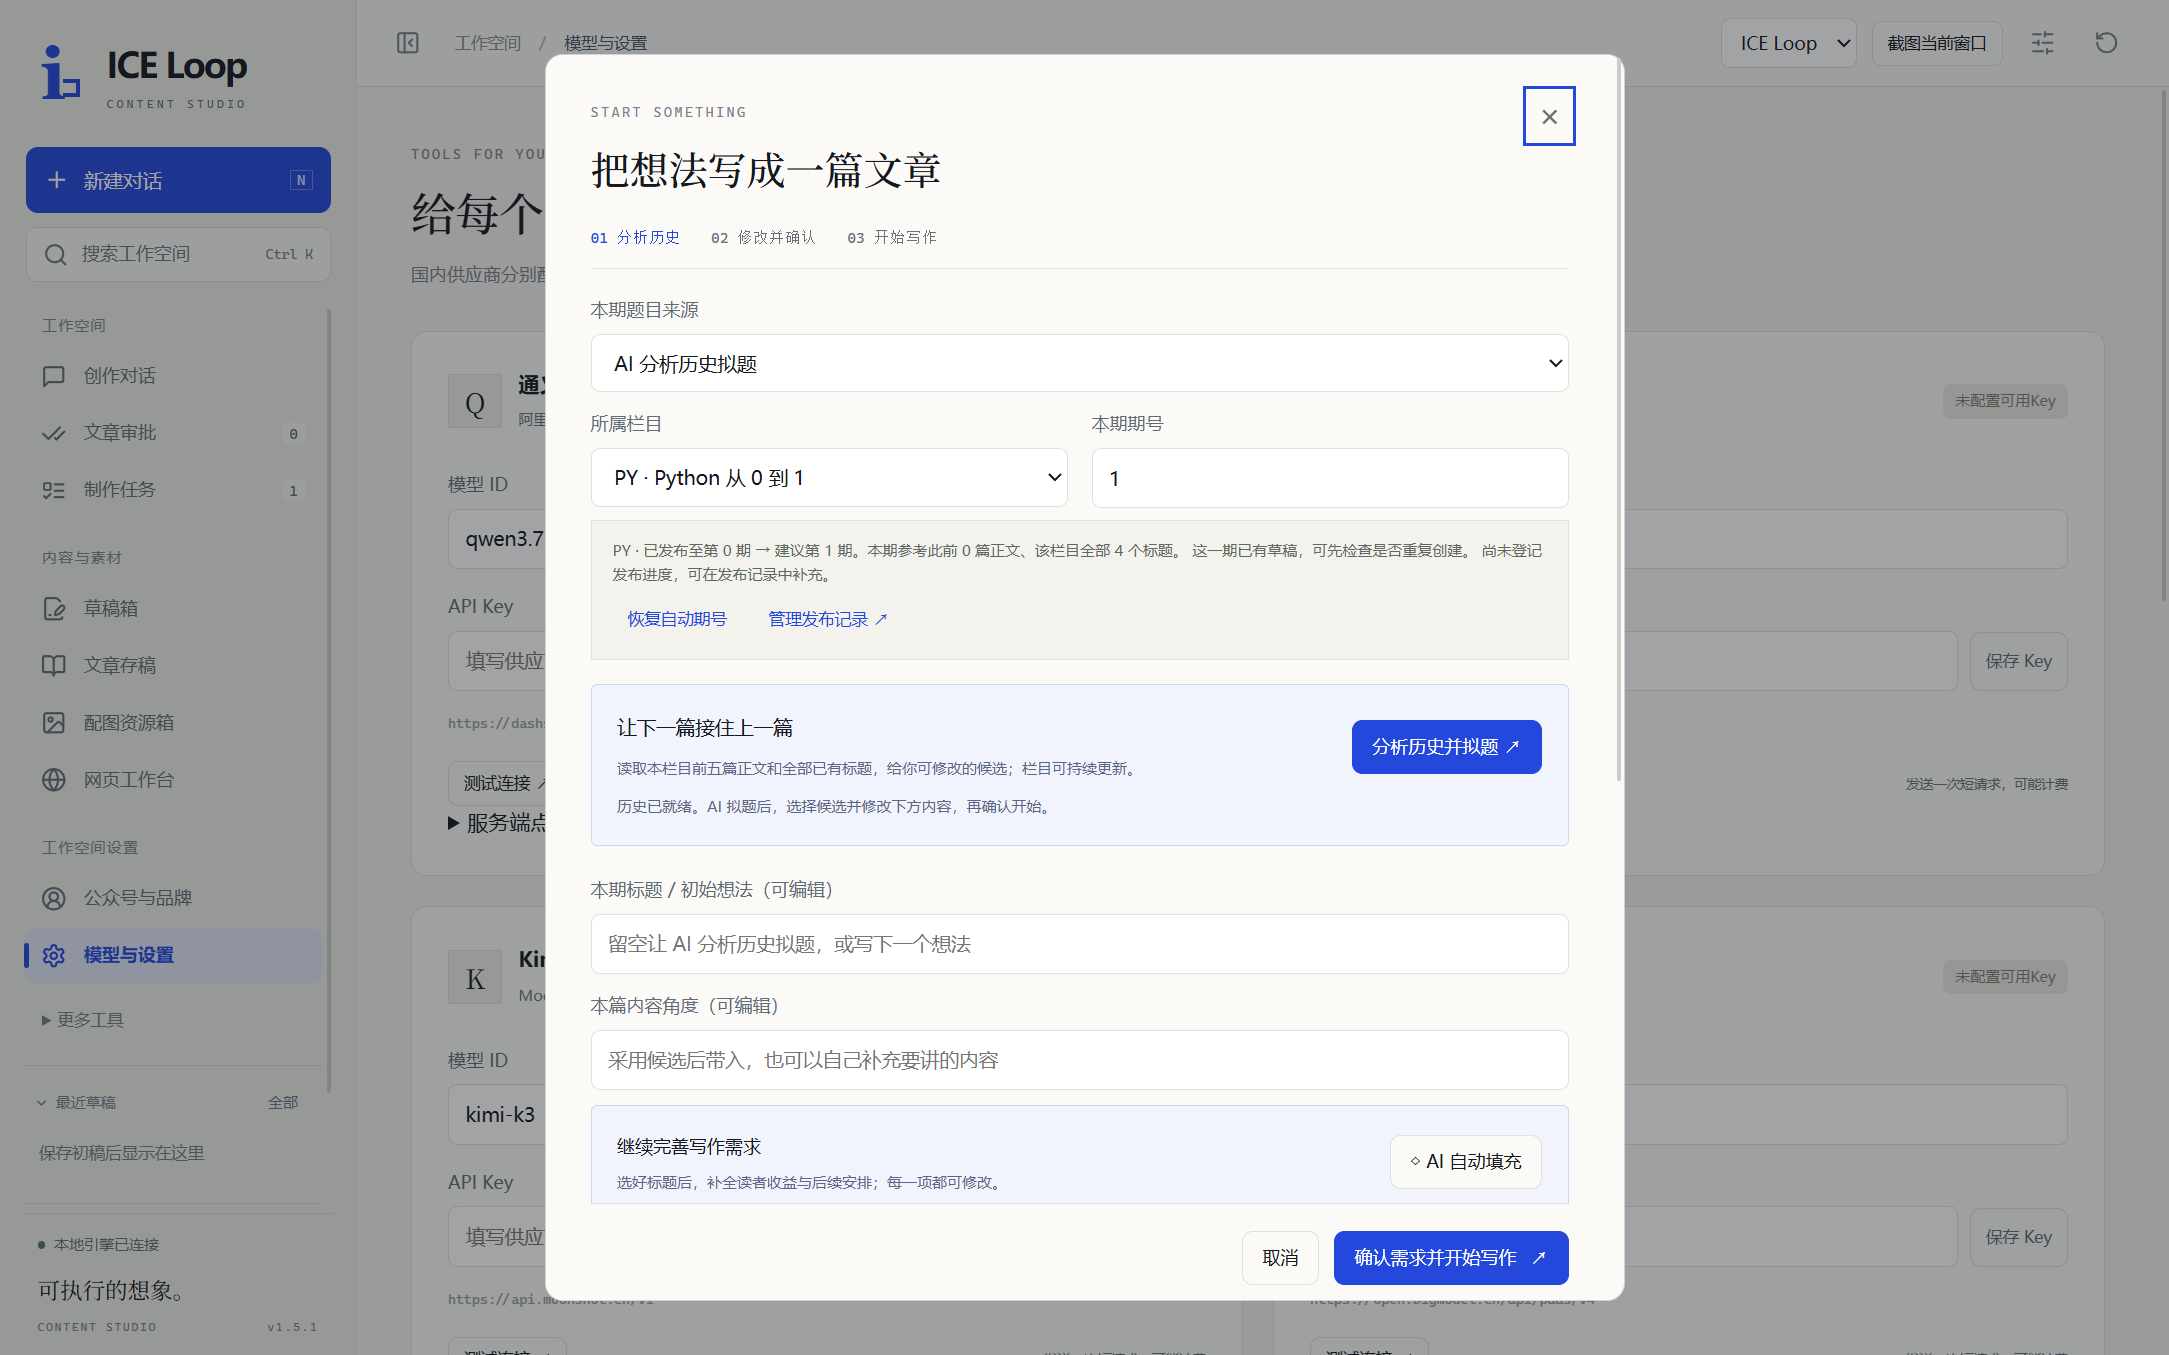 ICE Loop
CONTENT STUDIO
新建对话
N
搜索工作空间
Ctrl K
工作空间
创作对话
文章审批
0
制作任务
1
内容与素材
草稿箱
文章存稿
配图资源箱
网页工作台
工作空间设置
公众号与品牌
模型与设置
更多工具
最近草稿
全部
保存初稿后显示在这里
本地引擎已连接
可执行的想象。
CONTENT STUDIO
v1.5.1
工作空间 / 模型与设置
ICE Loop
截图当前窗口
TOOLS FOR YOU
给每个
国内供应商分别
Q
未配置可用Key
模型 ID
qwen3.7
API Key
填写供应
保存 Key
https://dash
测试连接
发送一次短请求，可能计费
服务端点
K
Kim
未配置可用Key
模型 ID
kimi-k3
API Key
填写供应
保存 Key
START SOMETHING
把想法写成一篇文章
01 分析历史
02 修改并确认
03 开始写作
本期题目来源
AI 分析历史拟题
所属栏目
本期期号
PY · Python 从 0 到 1
1
PY · 已发布至第 0 期 → 建议第 1 期。本期参考此前 0 篇正文、该栏目全部 4 个标题。 这一期已有草稿，可先检查是否重复创建。 尚未登记
发布进度，可在发布记录中补充。
恢复自动期号
管理发布记录 ↗
让下一篇接住上一篇
读取本栏目前五篇正文和全部已有标题，给你可修改的候选；栏目可持续更新。
历史已就绪。AI 拟题后，选择候选并修改下方内容，再确认开始。
分析历史并拟题 ↗
本期标题 / 初始想法（可编辑）
留空让 AI 分析历史拟题，或写下一个想法
本篇内容角度（可编辑）
采用候选后带入，也可以自己补充要讲的内容
继续完善写作需求
选好标题后，补全读者收益与后续安排；每一项都可修改。
◇ AI 自动填充
取消
确认需求并开始写作 ↗